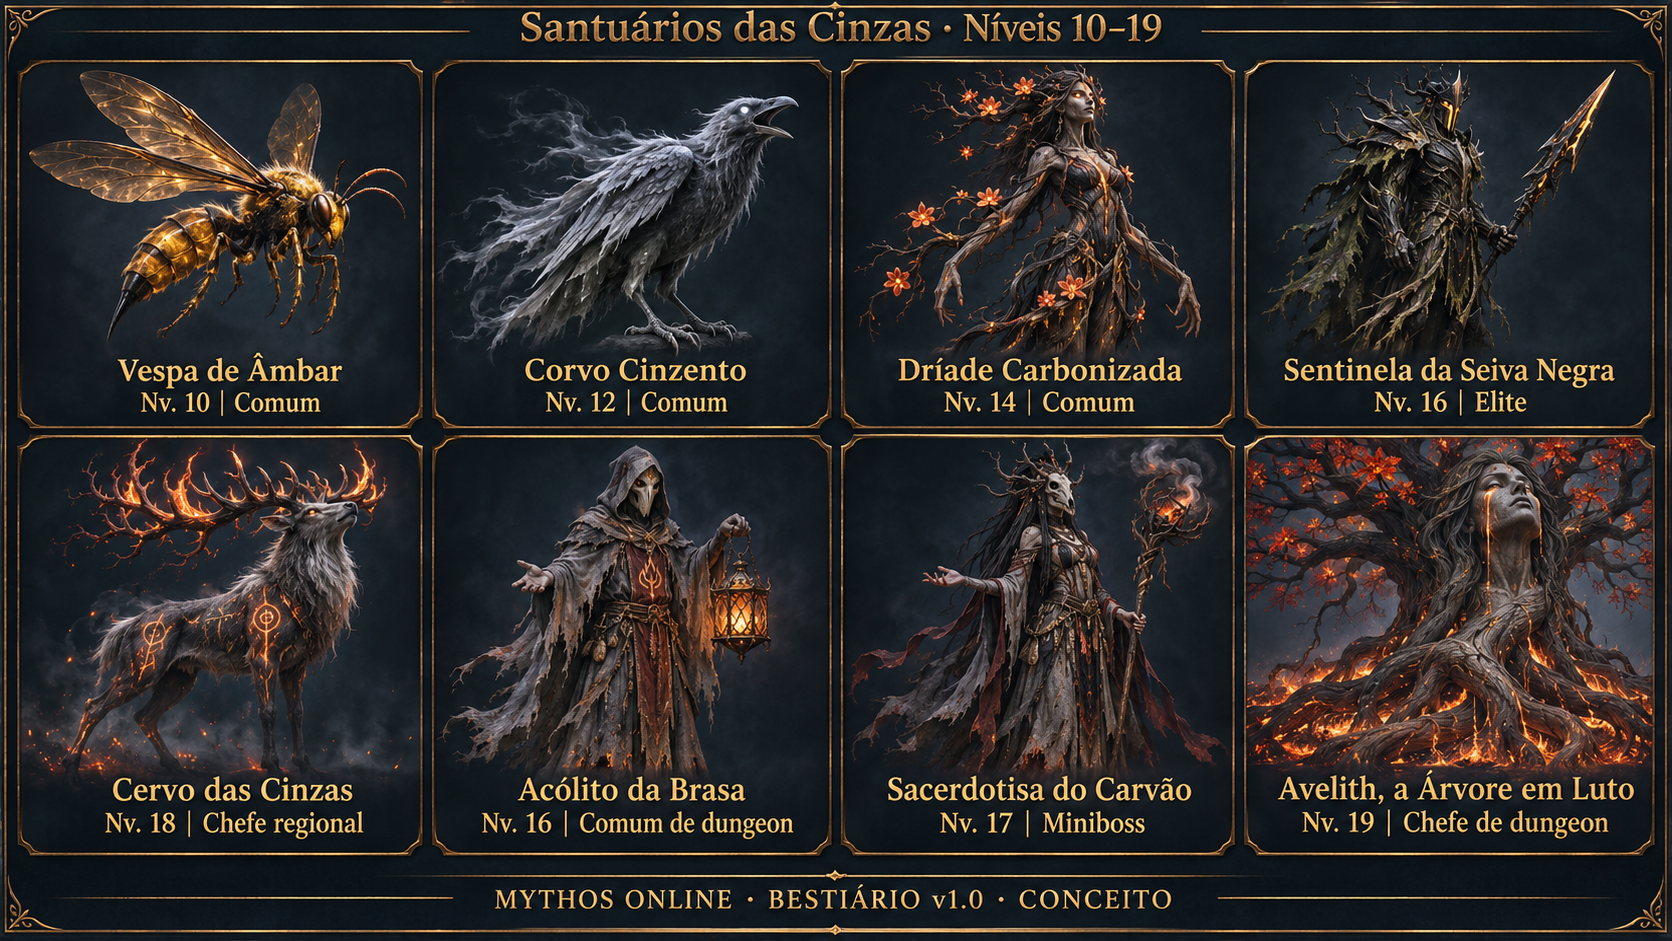 Santuários das Cinzas · Níveis 10–19
Vespa de Âmbar
Nv. 10 | Comum
Corvo Cinzento
Nv. 12 | Comum
Dríade Carbonizada
Nv. 14 | Comum
Sentinela da Seiva Negra
Nv. 16 | Elite
Cervo das Cinzas
Nv. 18 | Chefe regional
Acólito da Brasa
Nv. 16 | Comum de dungeon
Sacerdotisa do Carvão
Nv. 17 | Miniboss
Avelith, a Árvore em Luto
Nv. 19 | Chefe de dungeon
MYTHOS ONLINE · BESTIÁRIO v1.0 · CONCEITO